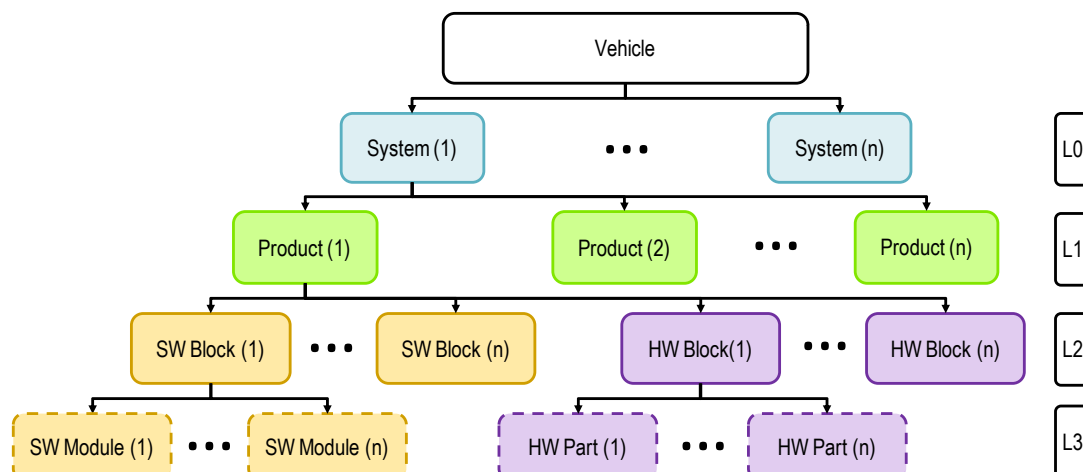 Vehicle
System (1)
System (n)
L0
Product (1)
Product (2)
Product (n)
L1
SW Block (1)
SW Block (n)
HW Block(1)
HW Block (n)
L2
SW Module (1)
SW Module (n)
HW Part (1)
HW Part (n)
L3